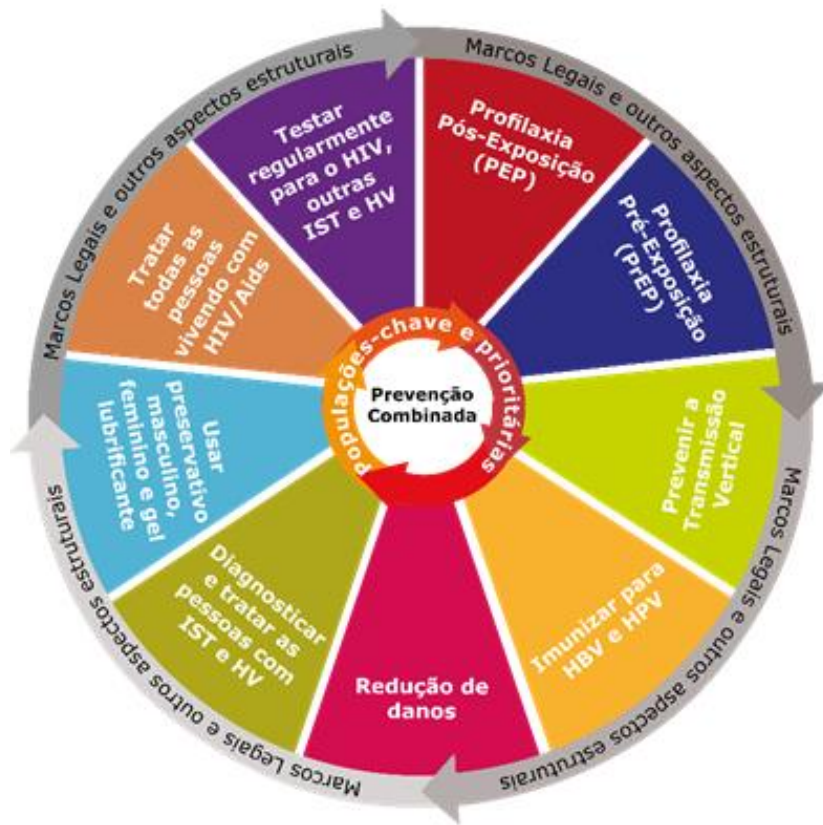 Marcos Legais e outros aspectos estruturais
Marcos Legais e outros aspectos estruturais
Marcos Legais e outros aspectos estruturais
Marcos Legais e outros aspectos estruturais
Testar
regularmente
para o HIV,
outras
IST e HV
Profilaxia
Pós-Exposição
(PEP)
Profilaxia
Pré-Exposição
(PrEP)
Prevenir a
Transmissão
Vertical
Imunizar para
HBV e HPV
Redução de
danos
Diagnosticar
e tratar as
pessoas com
IST e HV
Usar
preservativo
masculino,
feminino e gel
lubrificante
Tratar
todas as
pessoas
vivendo com
HIV/Aids
Populações-chave e prioritárias
Prevenção
Combinada